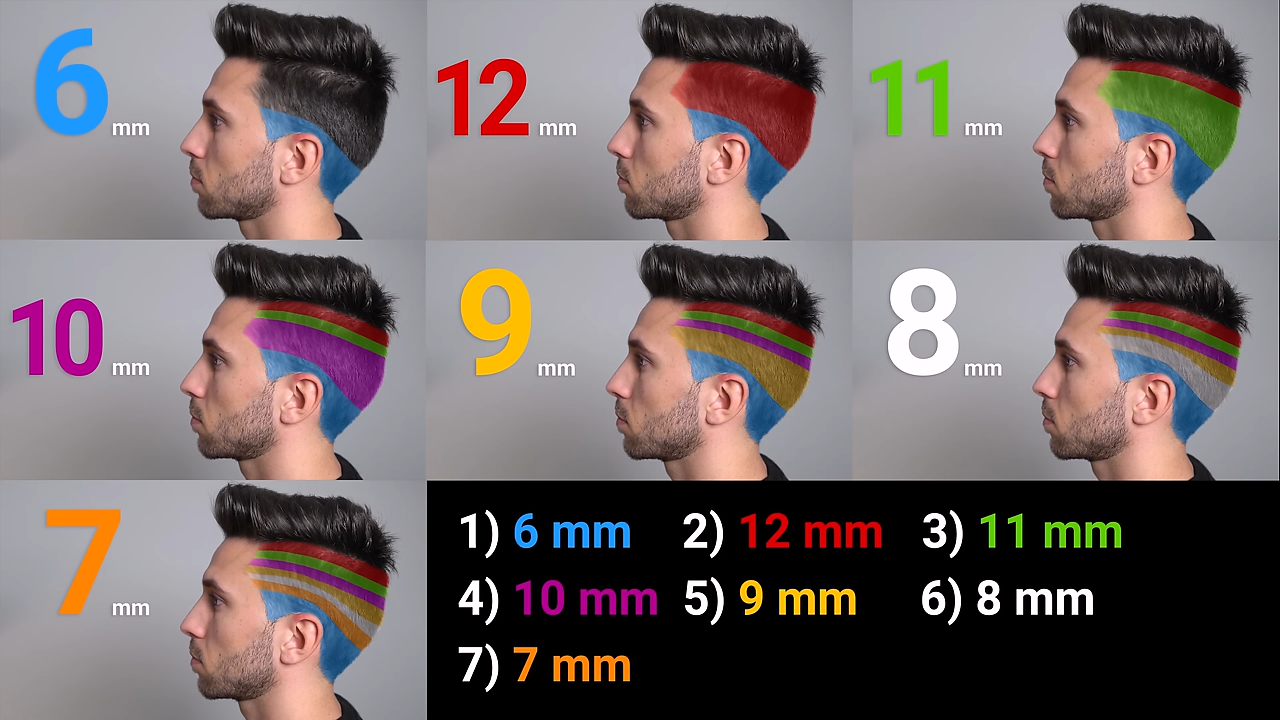 6 mm
12 mm
11 mm
10 mm
9 mm
8 mm
7 mm
1) 6 mm 2) 12 mm 3) 11 mm
4) 10 mm 5) 9 mm 6) 8 mm
7) 7 mm